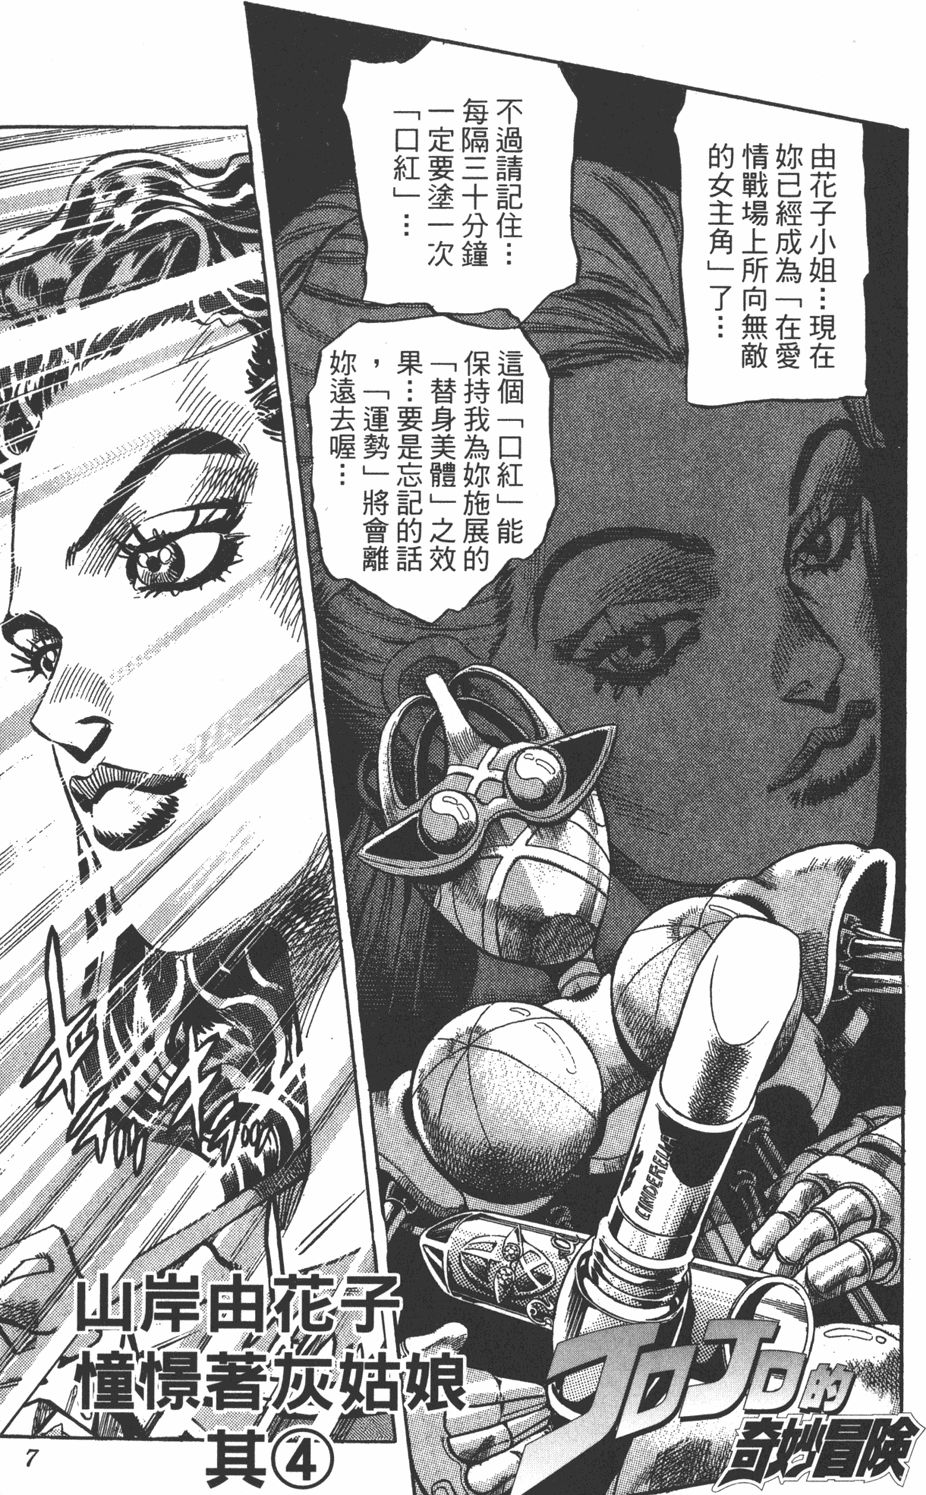 由花子小姐…現在
妳已經成為「在愛
情戰場上所向無敵
的女主角」了…
不過請記住…
每隔三十分鐘
一定要塗一次
「口紅」…
這個「口紅」能
保持我為妳施展的
「替身美體」之效
果…要是忘記的話
，「運勢」將會離
妳遠去喔…
CINDERELLA
山岸由花子
憧憬著灰姑娘
其④
JOJO的
奇妙冒険
7